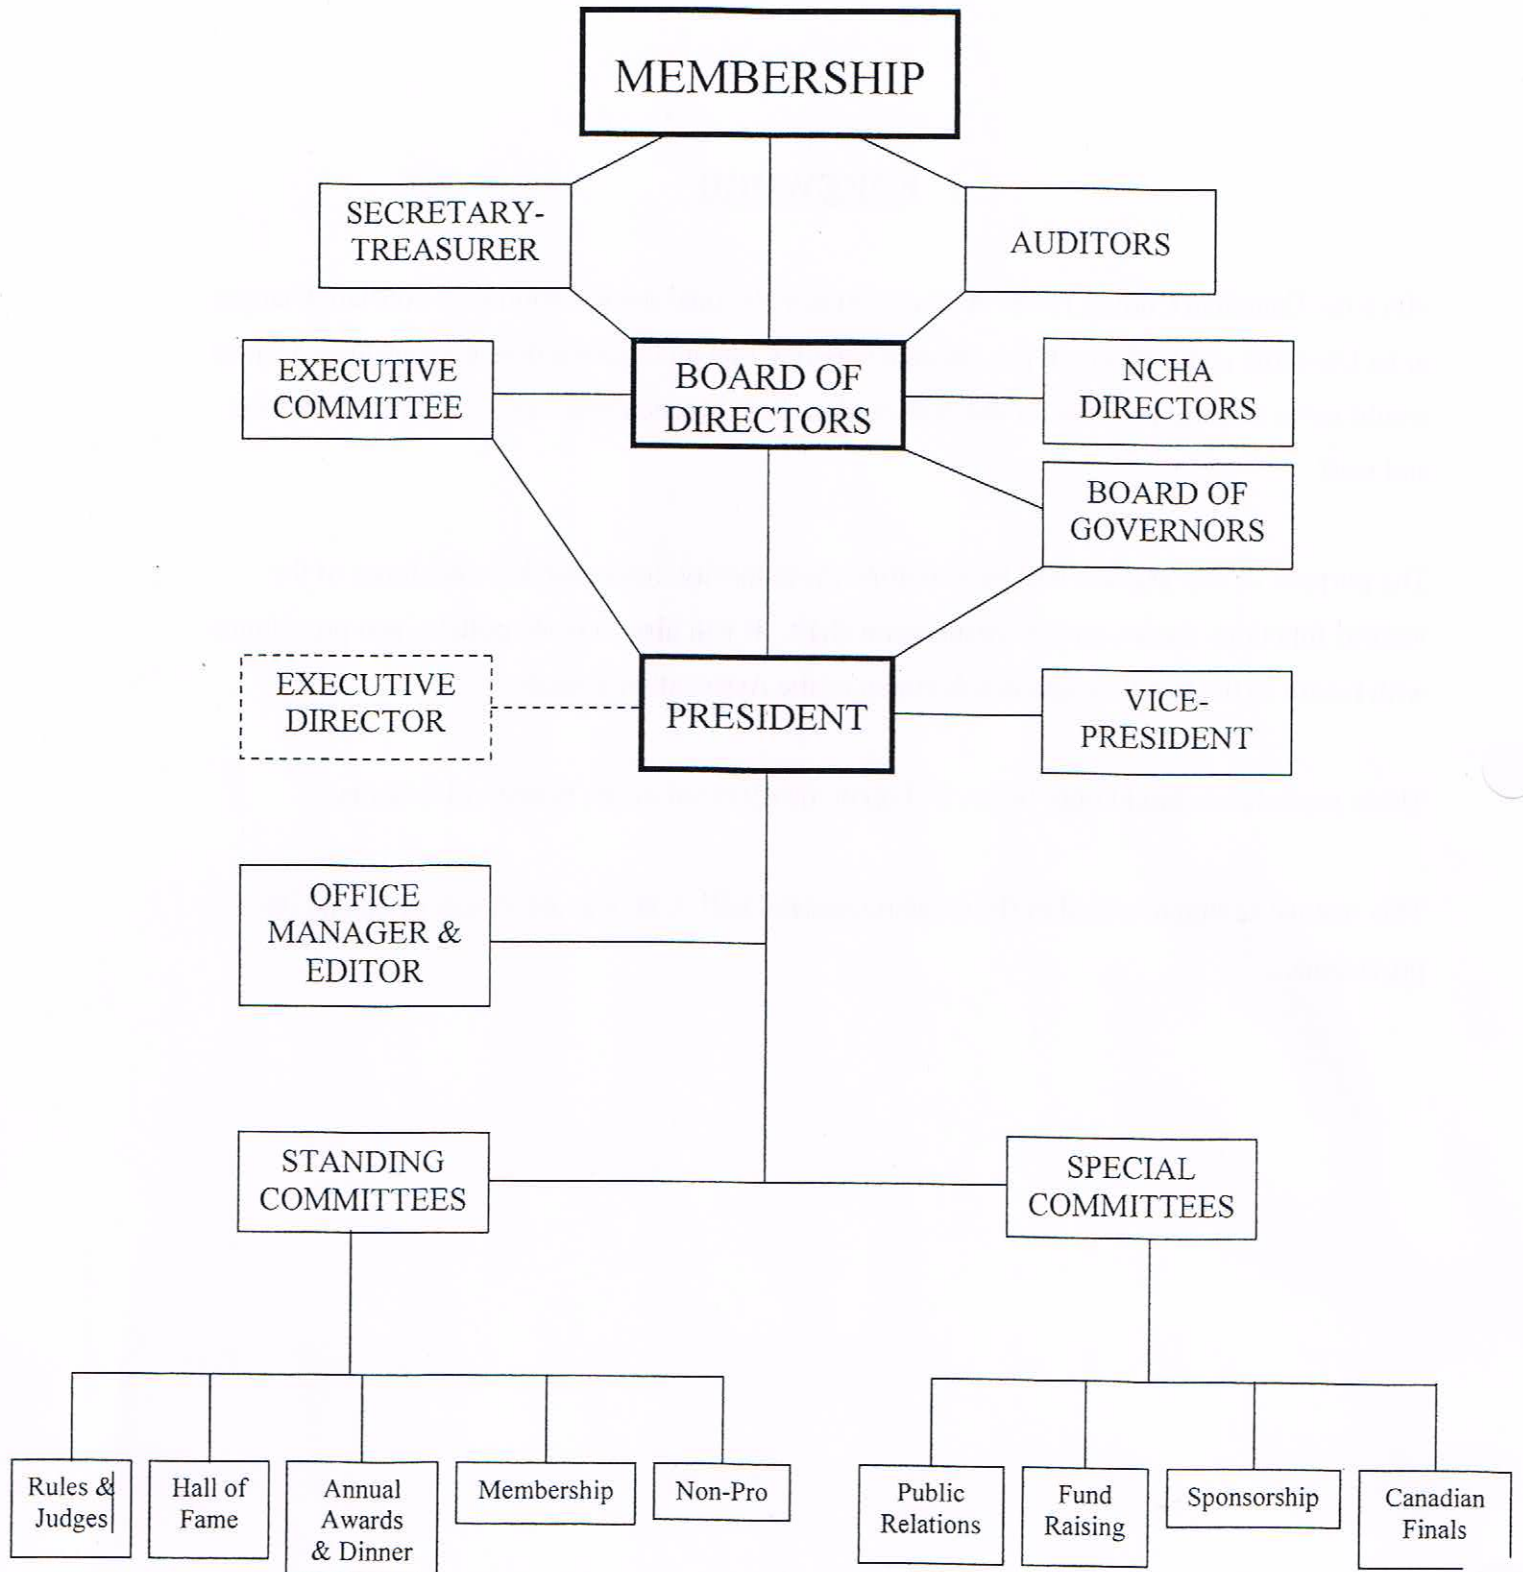 MEMBERSHIP
SECRETARY-
TREASURER
AUDITORS
EXECUTIVE
COMMITTEE
BOARD OF
DIRECTORS
NCHA
DIRECTORS
BOARD OF
GOVERNORS
EXECUTIVE
DIRECTOR
PRESIDENT
VICE-
PRESIDENT
OFFICE
MANAGER &
EDITOR
STANDING
COMMITTEES
SPECIAL
COMMITTEES
Rules &
Judges
Hall of
Fame
Annual
Awards
& Dinner
Membership
Non-Pro
Public
Relations
Fund
Raising
Sponsorship
Canadian
Finals